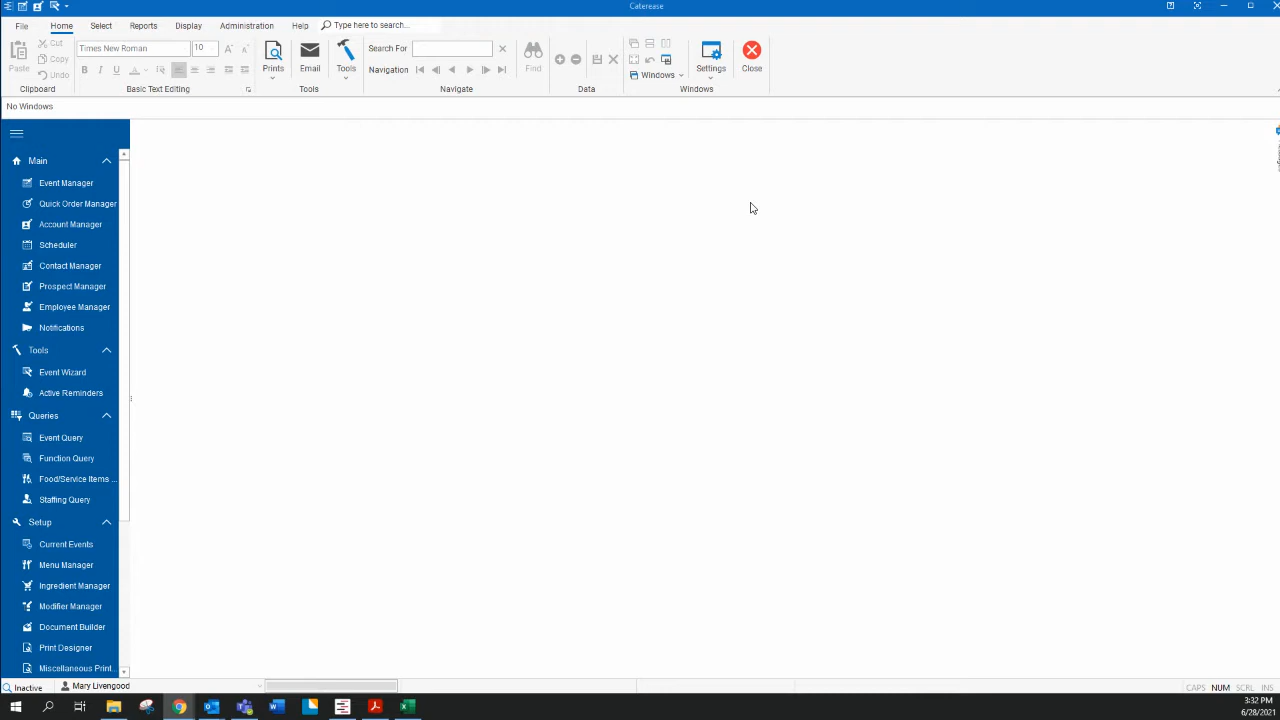 Caterease
File Home Select Reports Display Administration Help Type here to search...
Paste Cut Copy Undo
Times New Roman 10
B I U A
Prints Email Tools
Search For
Navigation
Find
Windows
Settings Close
Clipboard Basic Text Editing Tools Navigate Data Windows
No Windows
Main
Event Manager
Quick Order Manager
Account Manager
Scheduler
Contact Manager
Prospect Manager
Employee Manager
Notifications
Tools
Event Wizard
Active Reminders
Queries
Event Query
Function Query
Food/Service Items ...
Staffing Query
Setup
Current Events
Menu Manager
Ingredient Manager
Modifier Manager
Document Builder
Print Designer
Miscellaneous Print...
Inactive Mary Livengood CAPS NUM SCRL INS
3:32 PM
6/28/2021